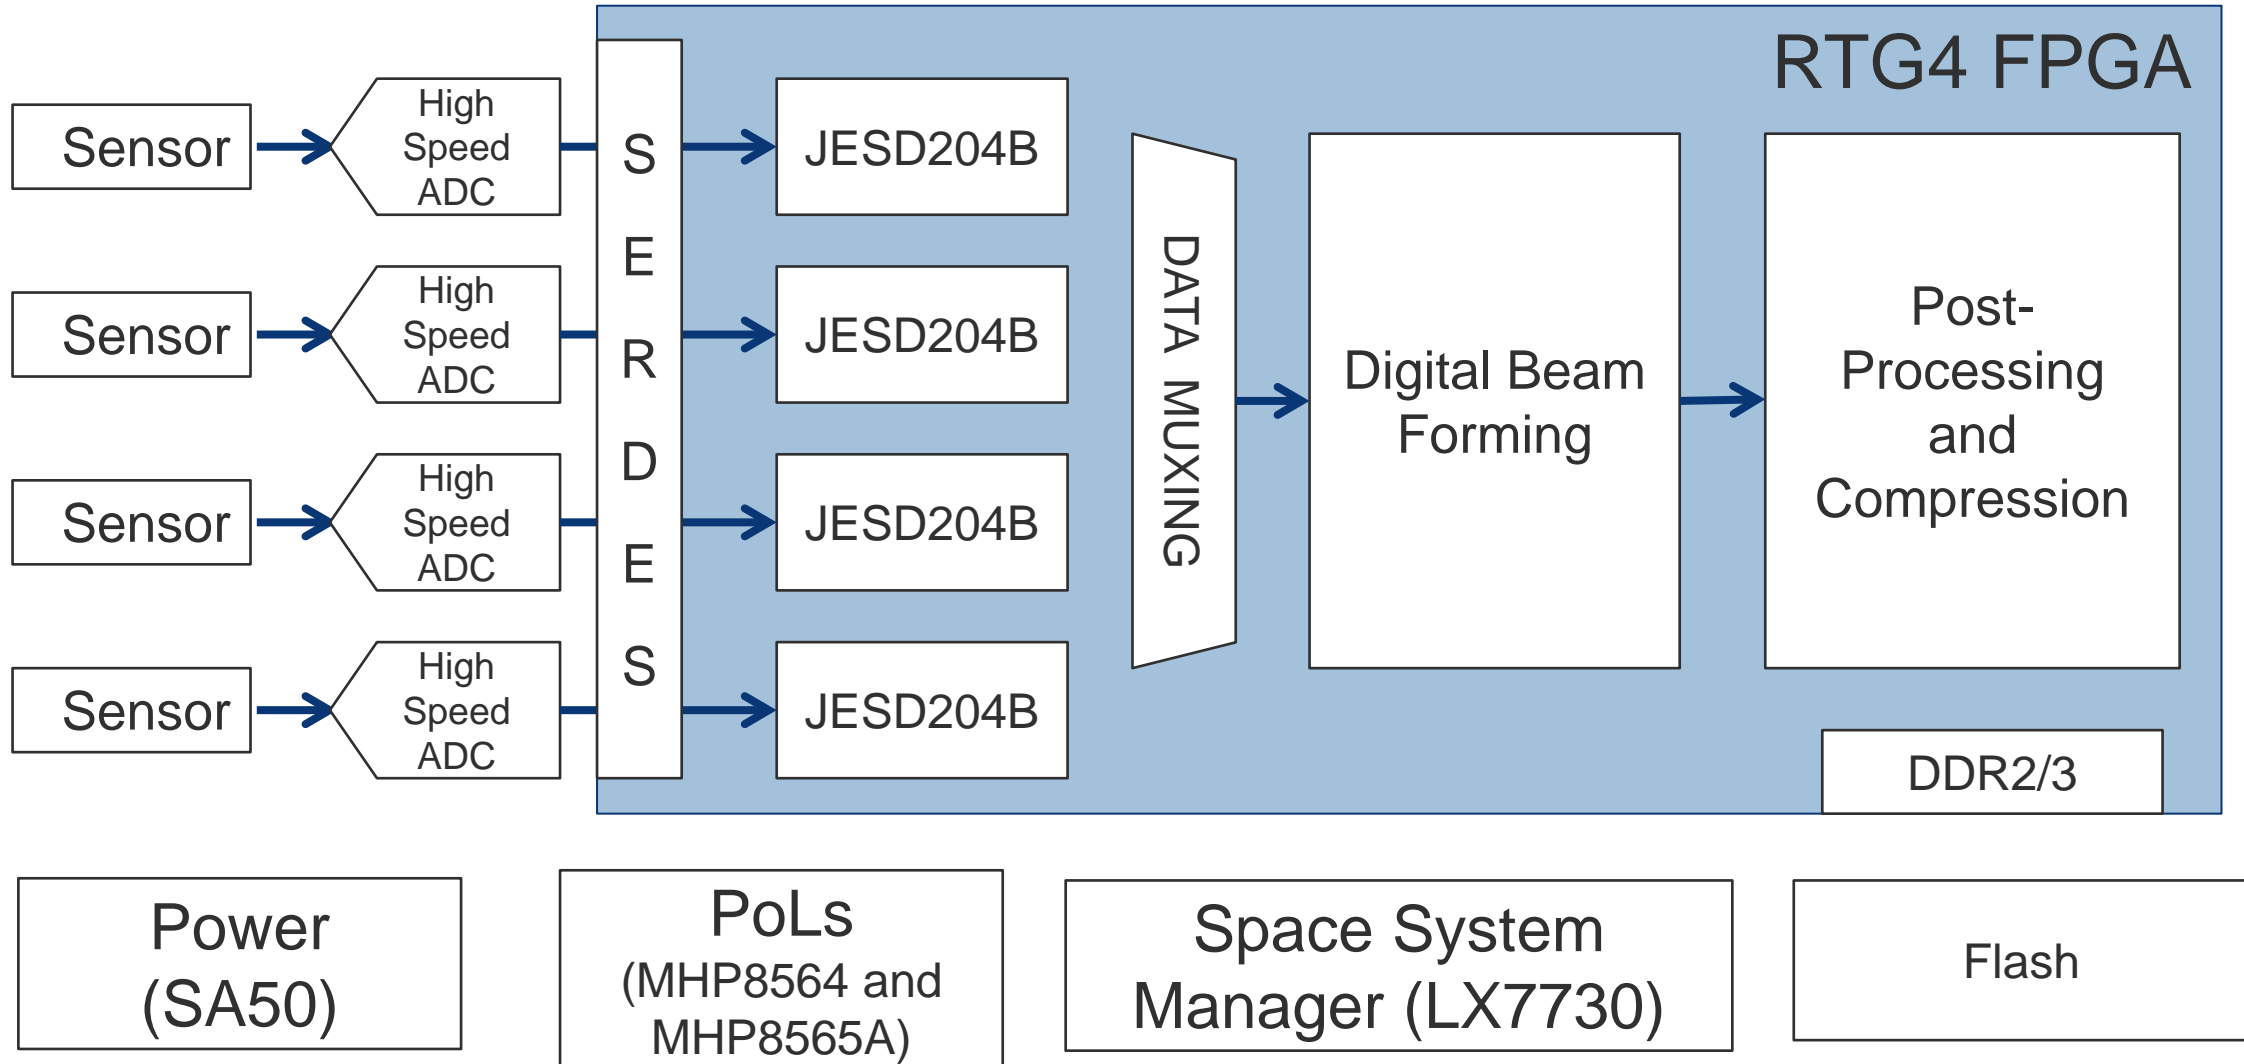 RTG4 FPGA
Sensor
High
Speed
ADC
JESD204B
Sensor
High
Speed
ADC
JESD204B
Sensor
High
Speed
ADC
JESD204B
Sensor
High
Speed
ADC
JESD204B
S
E
R
D
E
S
DATA MUXING
Digital Beam
Forming
Post-
Processing
and
Compression
DDR2/3
Power
(SA50)
PoLs
(MHP8564 and
MHP8565A)
Space System
Manager (LX7730)
Flash